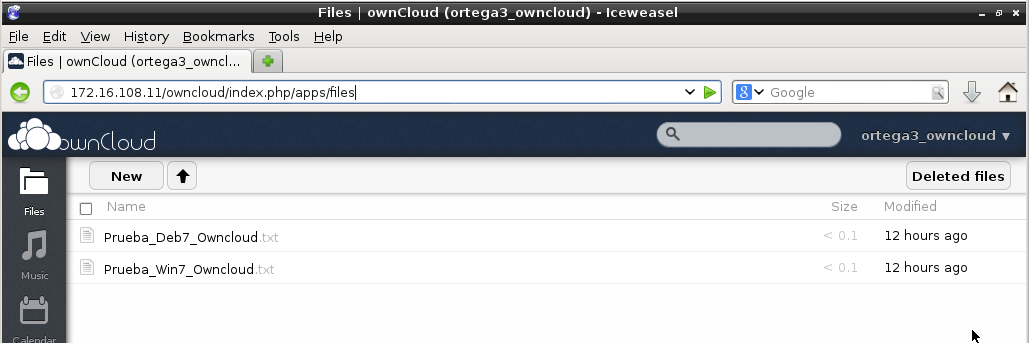 Files | ownCloud (ortega3_owncloud) - Iceweasel
File Edit View History Bookmarks Tools Help
Files | ownCloud (ortega3_owncl...
172.16.108.11/owncloud/index.php/apps/files
8 Google
ownCloud
ortega3_owncloud
New
Deleted files
Files
Name Size Modified
Prueba_Deb7_Owncloud.txt < 0.1 12 hours ago
Music
Prueba_Win7_Owncloud.txt < 0.1 12 hours ago
Calendar